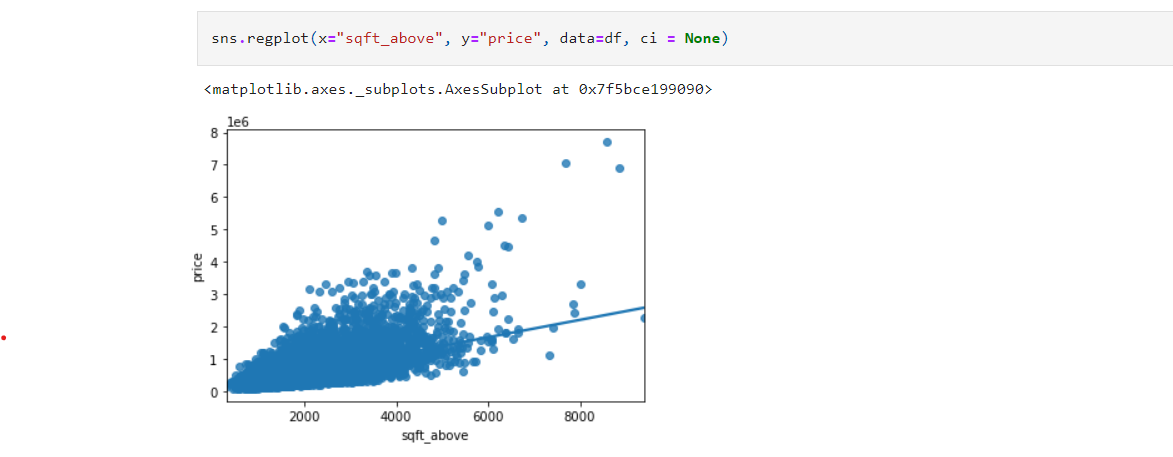 sns.regplot(x="sqft_above", y="price", data=df, ci = None)
<matplotlib.axes._subplots.AxesSubplot at 0x7f5bce199090>
1e6
8
7
6
5
4
3
2
1
0
price
2000 4000 6000 8000
sqft_above